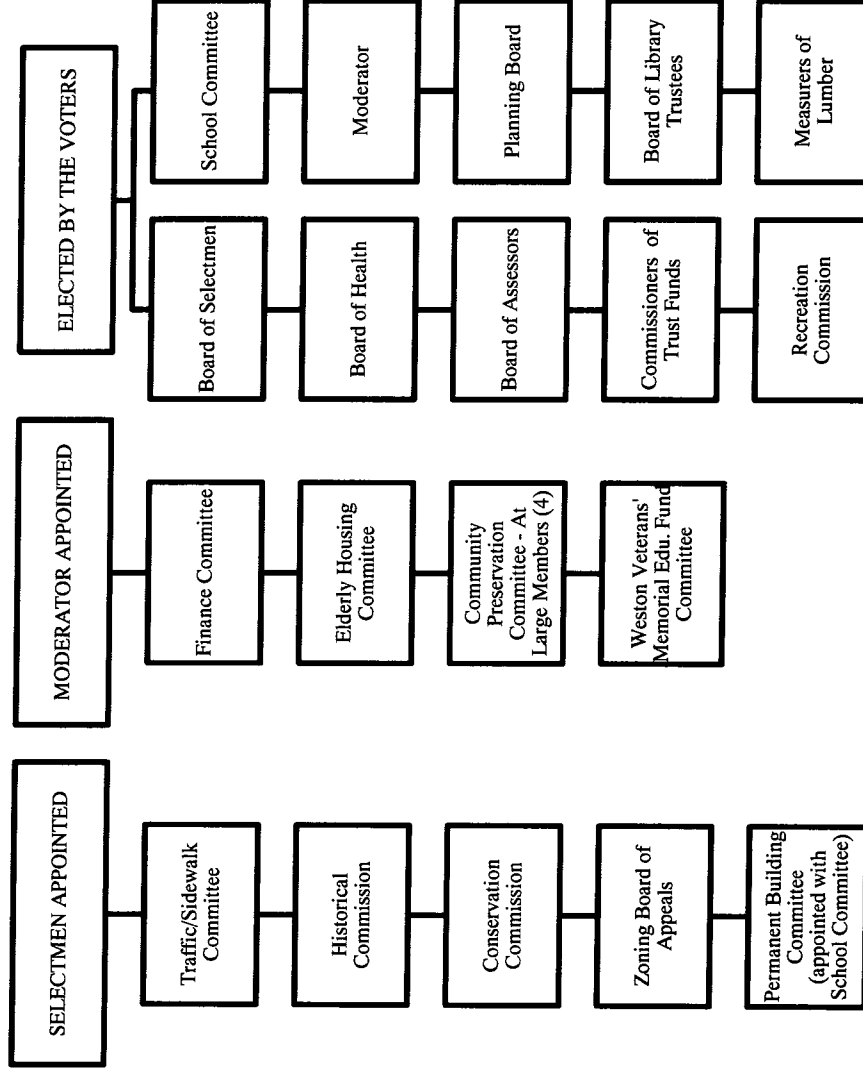 SELECTMEN APPOINTED
Traffic/Sidewalk
Committee
Historical
Commission
Conservation
Commission
Zoning Board of
Appeals
Permanent Building
Committee
(appointed with
School Committee)
MODERATOR APPOINTED
Finance Committee
Elderly Housing
Committee
Community
Preservation
Committee - At
Large Members (4)
Weston Veterans'
Memorial Edu. Fund
Committee
ELECTED BY THE VOTERS
Board of Selectmen
Board of Health
Board of Assessors
Commissioners of
Trust Funds
Recreation
Commission
School Committee
Moderator
Planning Board
Board of Library
Trustees
Measurers of
Lumber